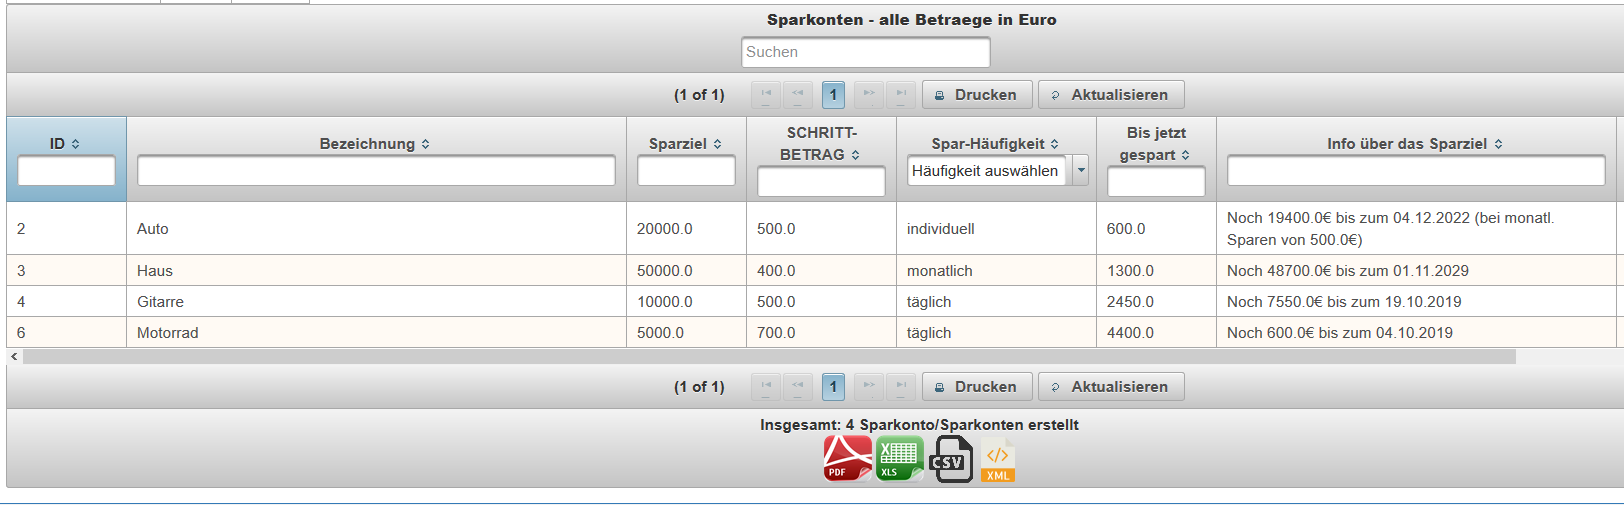 Sparkonten - alle Betraege in Euro
Suchen
(1 of 1) 1 Drucken Aktualisieren
ID Bezeichnung Sparziel SCHRITT-BETRAG Spar-Häufigkeit Bis jetzt gespart Info über das Sparziel
Häufigkeit auswählen
2 Auto 20000.0 500.0 individuell 600.0 Noch 19400.0€ bis zum 04.12.2022 (bei monatl.
Sparen von 500.0€)
3 Haus 50000.0 400.0 monatlich 1300.0 Noch 48700.0€ bis zum 01.11.2029
4 Gitarre 10000.0 500.0 täglich 2450.0 Noch 7550.0€ bis zum 19.10.2019
6 Motorrad 5000.0 700.0 täglich 4400.0 Noch 600.0€ bis zum 04.10.2019
(1 of 1) 1 Drucken Aktualisieren
Insgesamt: 4 Sparkonto/Sparkonten erstellt
PDF XLS CSV XML